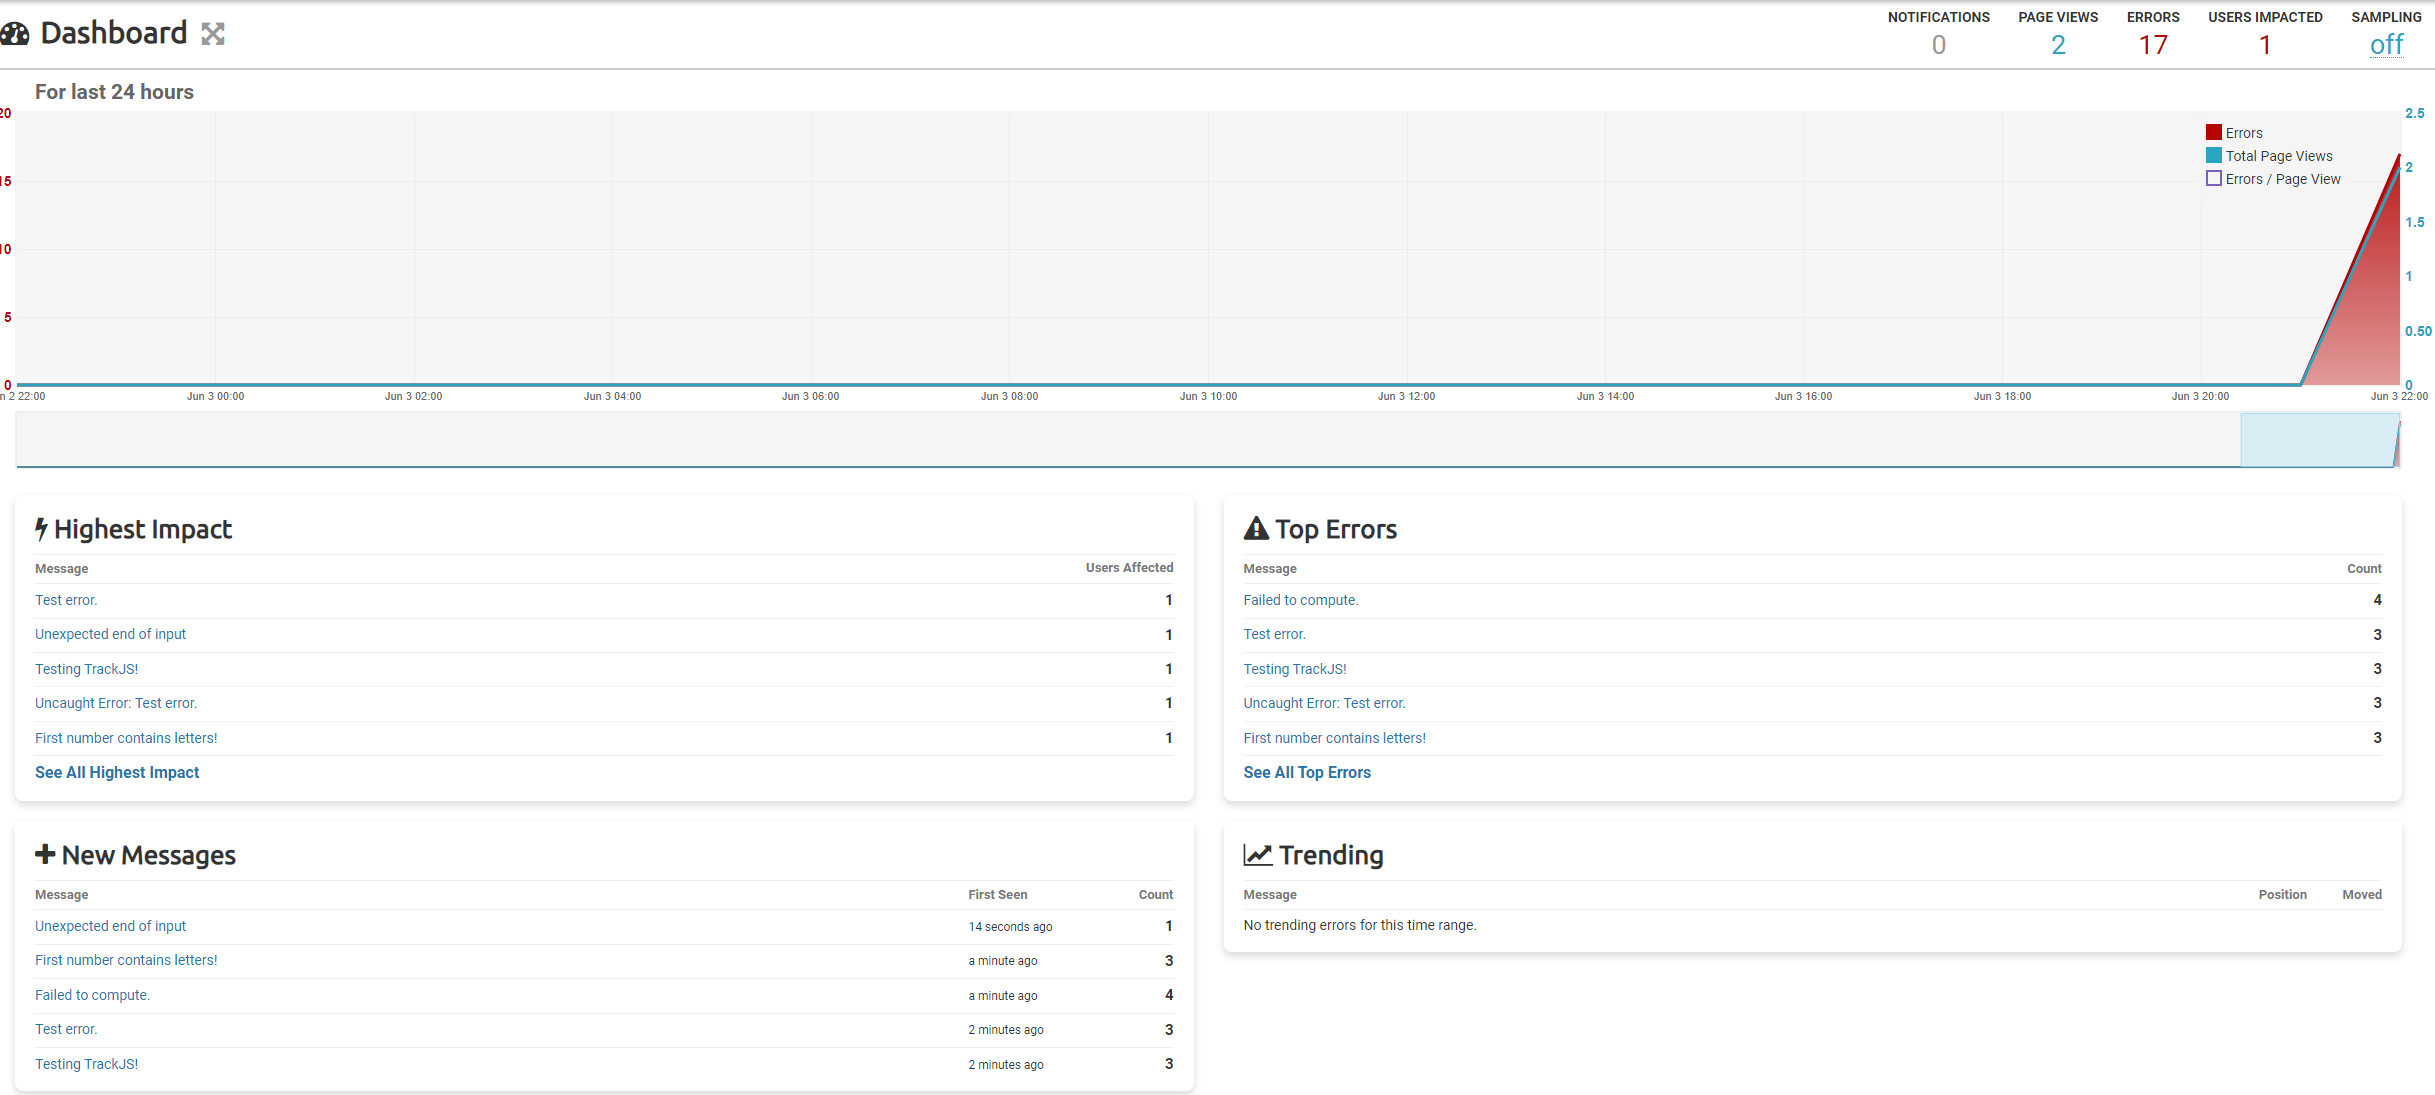 Dashboard
NOTIFICATIONS PAGE VIEWS ERRORS USERS IMPACTED SAMPLING
0 2 17 1 off
For last 24 hours
20 2.5
15 2
10 1.5
5 1
0 0.50
0
Errors
Total Page Views
Errors / Page View
n 2 22:00 Jun 3 00:00 Jun 3 02:00 Jun 3 04:00 Jun 3 06:00 Jun 3 08:00 Jun 3 10:00 Jun 3 12:00 Jun 3 14:00 Jun 3 16:00 Jun 3 18:00 Jun 3 20:00 Jun 3 22:00
Highest Impact
Message Users Affected
Test error. 1
Unexpected end of input 1
Testing TrackJS! 1
Uncaught Error: Test error. 1
First number contains letters! 1
See All Highest Impact
Top Errors
Message Count
Failed to compute. 4
Test error. 3
Testing TrackJS! 3
Uncaught Error: Test error. 3
First number contains letters! 3
See All Top Errors
New Messages
Message First Seen Count
Unexpected end of input 14 seconds ago 1
First number contains letters! a minute ago 3
Failed to compute. a minute ago 4
Test error. 2 minutes ago 3
Testing TrackJS! 2 minutes ago 3
Trending
Message Position Moved
No trending errors for this time range.